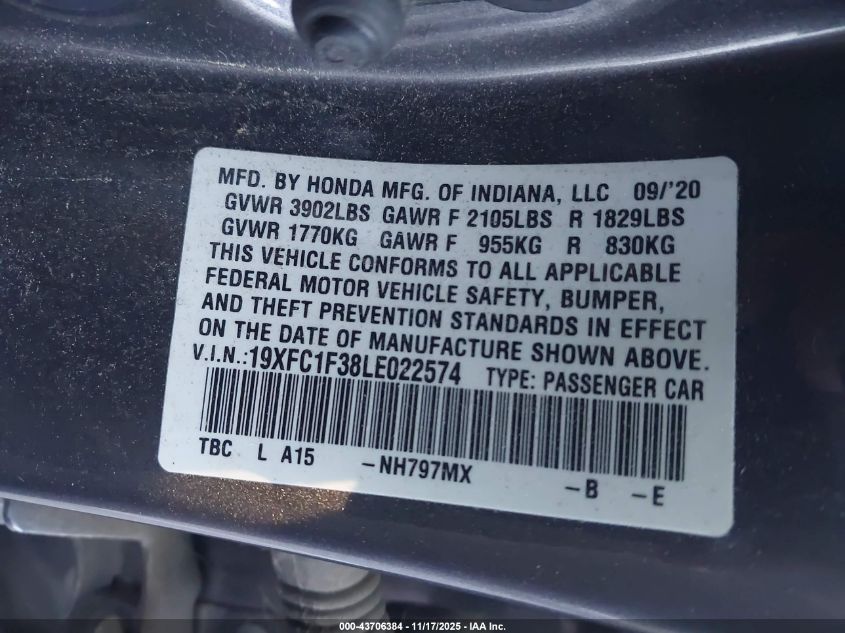 MFD. BY HONDA MFG. OF INDIANA, LLC 09/'20
GVWR 3902LBS GAWR F 2105LBS R 1829LBS
GVWR 1770KG GAWR F 955KG R 830KG
THIS VEHICLE CONFORMS TO ALL APPLICABLE
FEDERAL MOTOR VEHICLE SAFETY, BUMPER,
AND THEFT PREVENTION STANDARDS IN EFFECT
ON THE DATE OF MANUFACTURE SHOWN ABOVE.
V.I.N.:19XFC1F38LE022574 TYPE: PASSENGER CAR
TBC L A15 -NH797MX -B -E
000-43706384 | 11/17/2025 - IAA Inc.